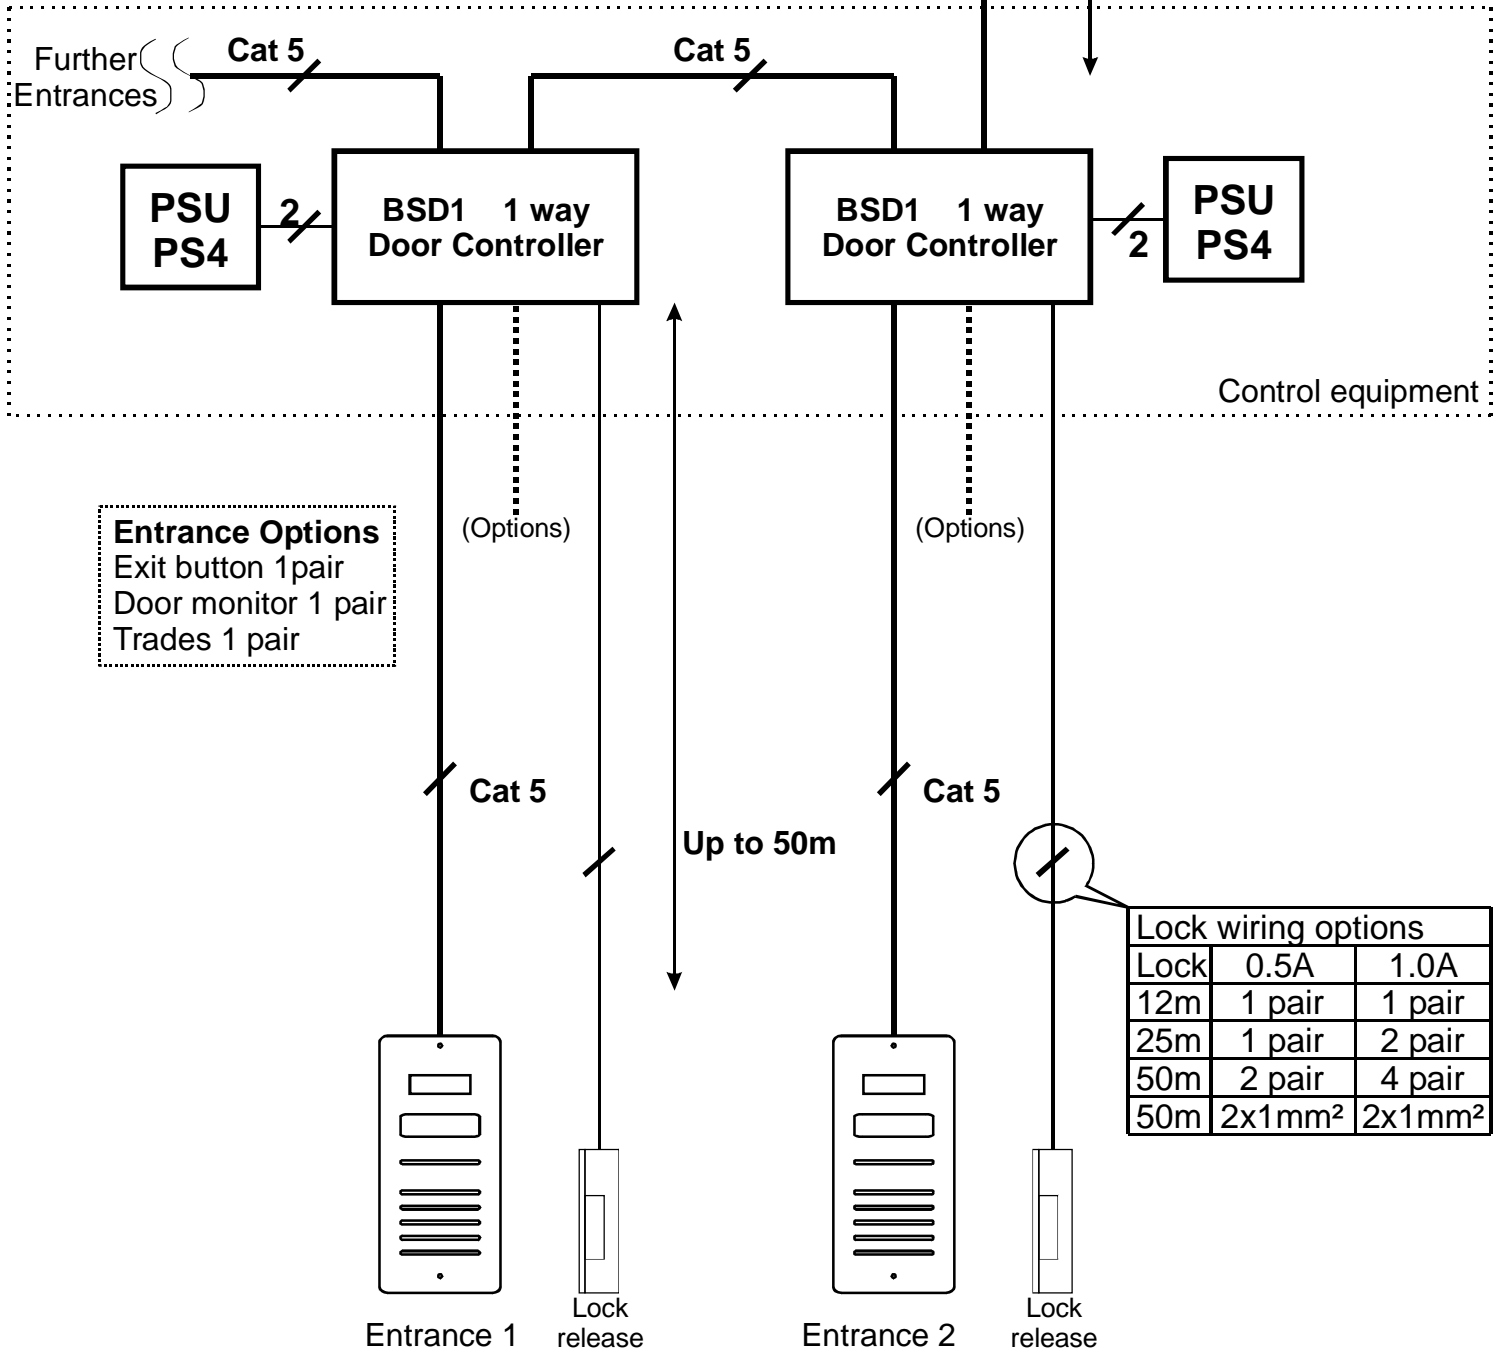 Further
Entrances
Cat 5
Cat 5
PSU
PS4
2
BSD1 1 way
Door Controller
BSD1 1 way
Door Controller
2
PSU
PS4
Control equipment
Entrance Options
Exit button 1pair
Door monitor 1 pair
Trades 1 pair
(Options)
(Options)
Cat 5
Cat 5
Up to 50m
Lock wiring options
Lock 0.5A 1.0A
12m 1 pair 1 pair
25m 1 pair 2 pair
50m 2 pair 4 pair
50m 2x1mm² 2x1mm²
Entrance 1
Lock
release
Entrance 2
Lock
release